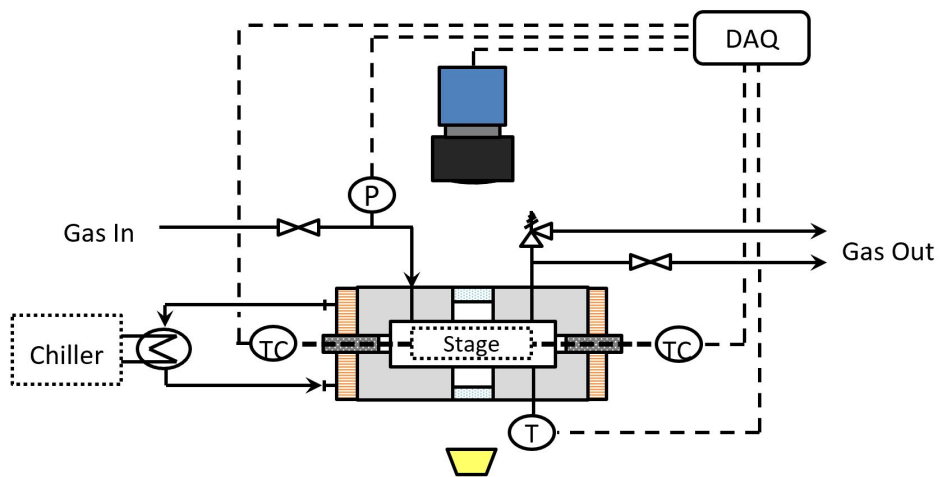 DAQ
P
Gas In
Gas Out
Chiller
TC
Stage
TC
T